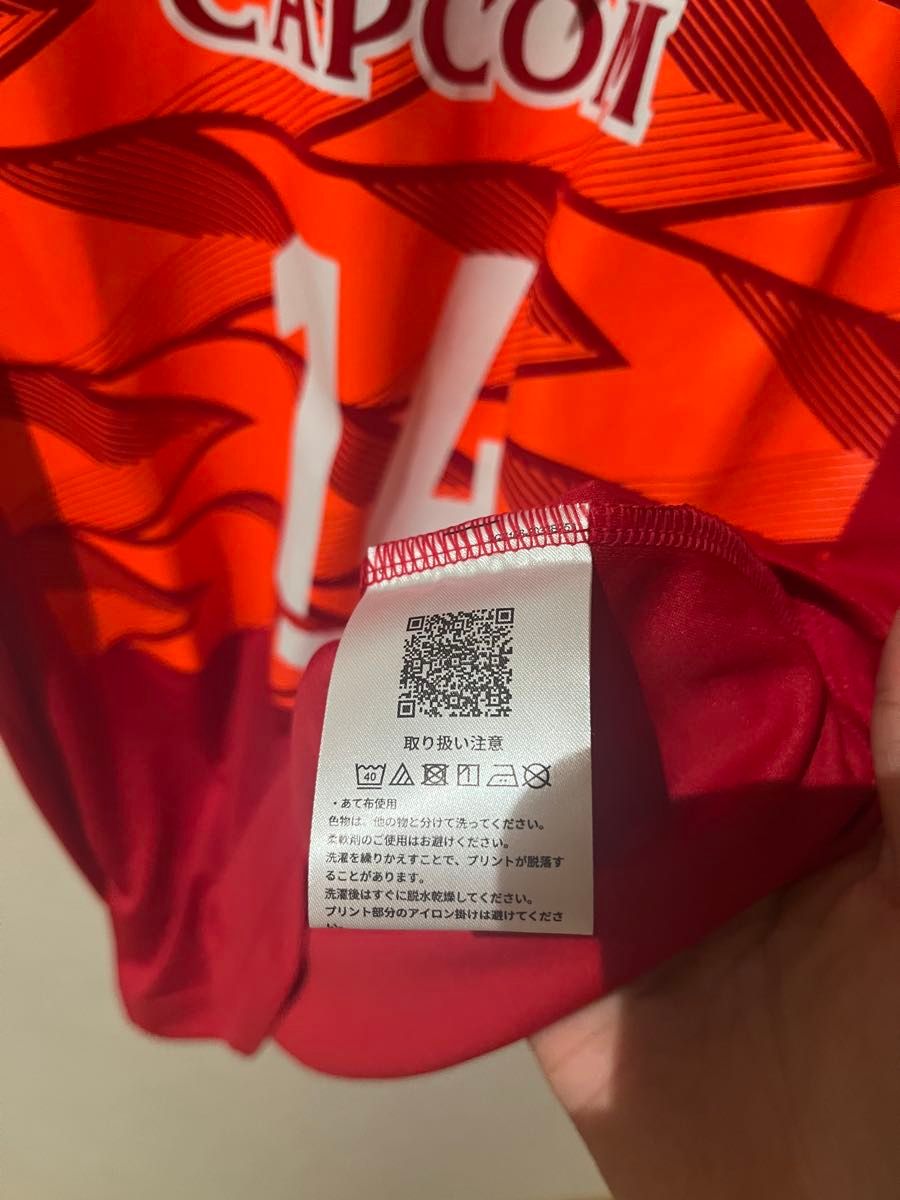 CAPCOM
14
取り扱い注意
40
・あて布使用
色物は、他の物と分けて洗ってください。
柔軟剤のご使用はお避けください。
洗濯を繰りかえすことで、プリントが脱落す
ることがあります。
洗濯後はすぐに脱水乾燥してください。
プリント部分のアイロン掛けは避けてくださ